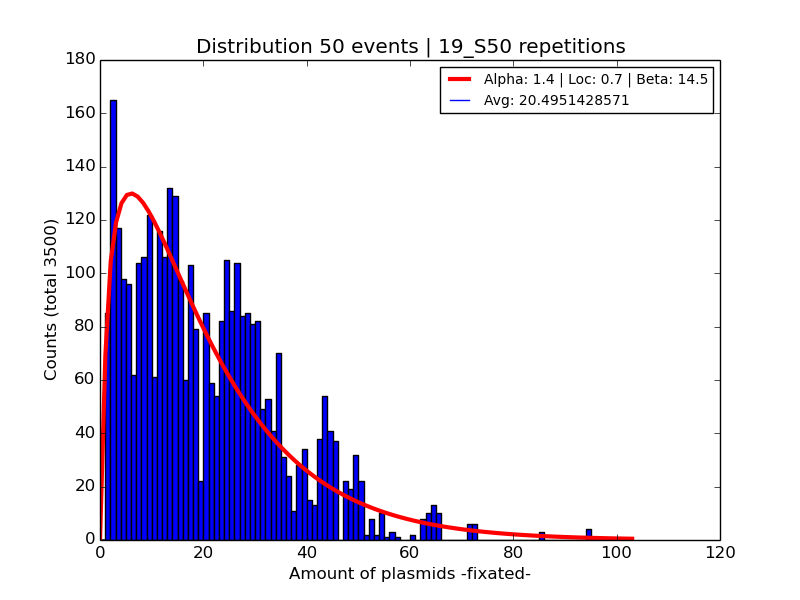 Distribution 50 events | 19_S50 repetitions
Alpha: 1.4 | Loc: 0.7 | Beta: 14.5
Avg: 20.4951428571
Counts (total 3500)
180
160
140
120
100
80
60
40
20
0
0 20 40 60 80 100 120
Amount of plasmids -fixated-